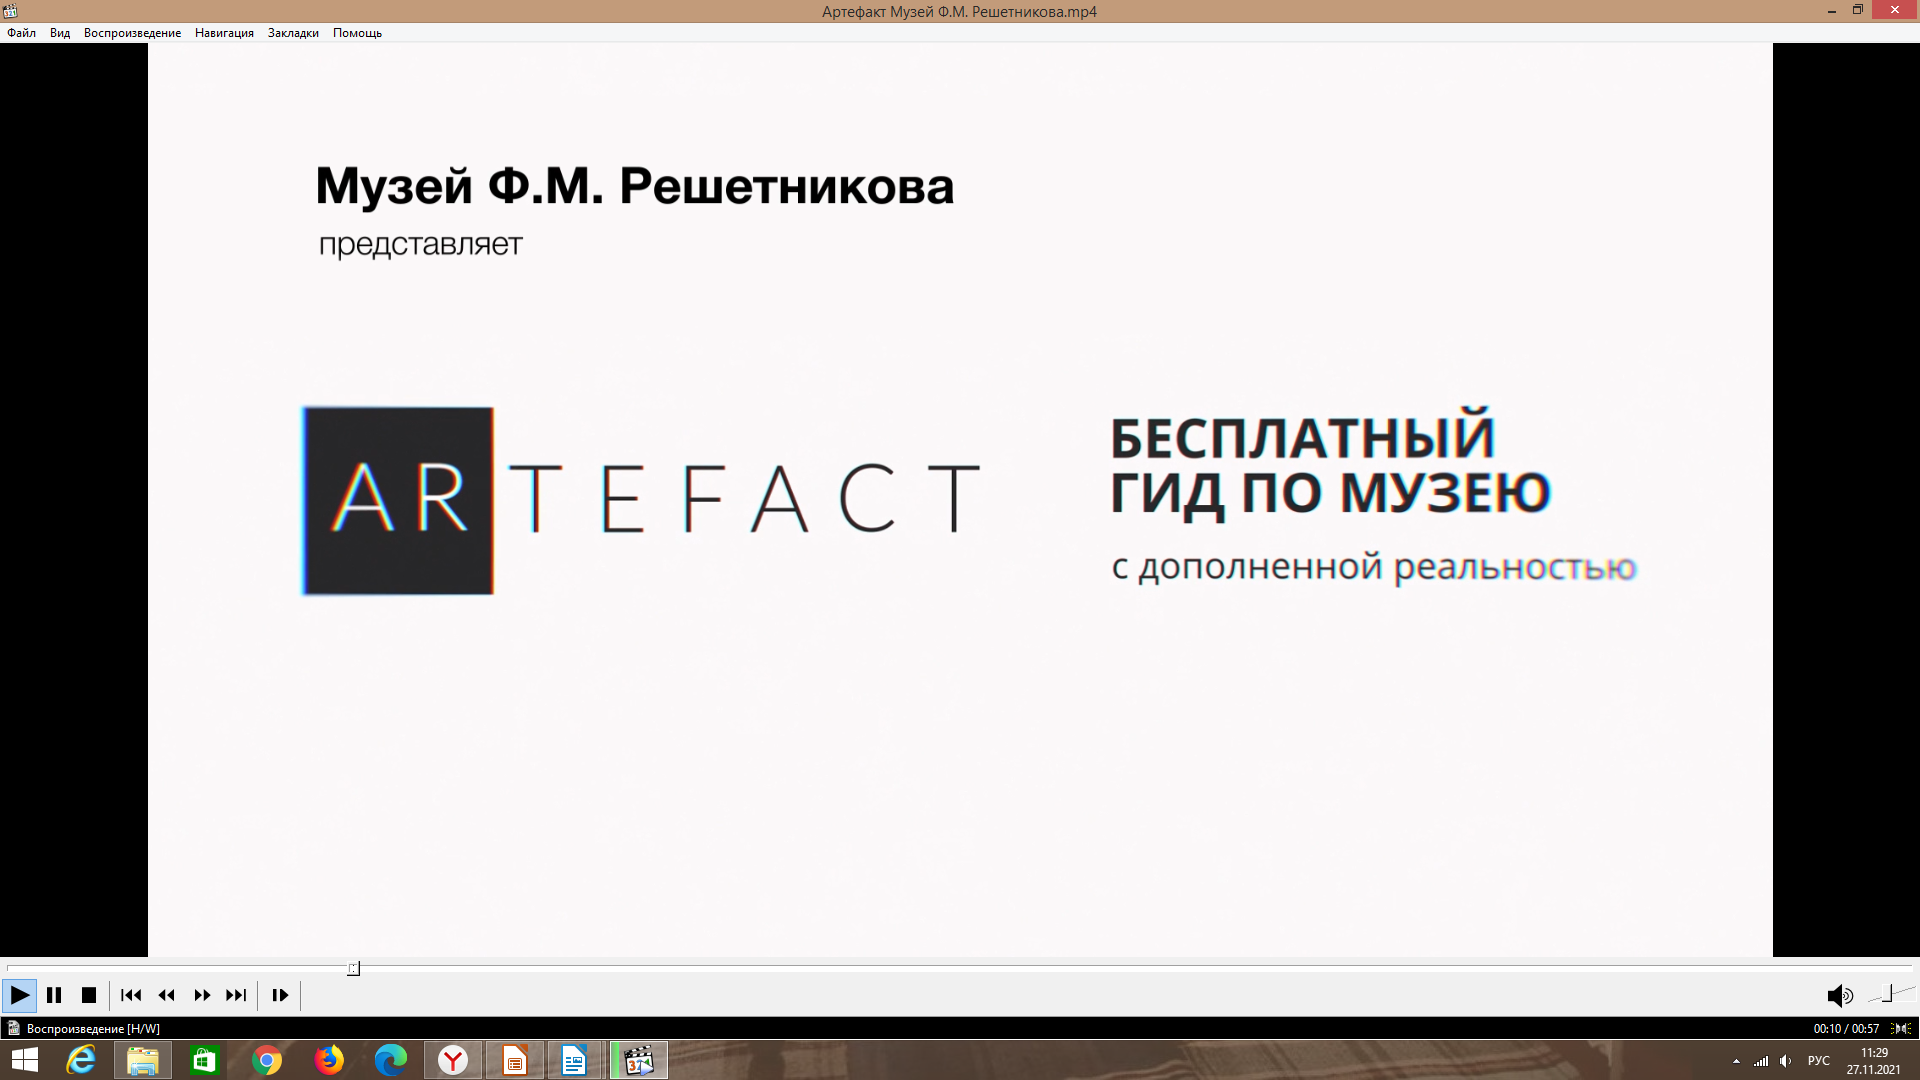 Артефакт Музей Ф.М. Решетникова.mp4
Файл Вид Воспроизведение Навигация Закладки Помощь
Музей Ф.М. Решетникова
представляет
ARTEFACT
БЕСПЛАТНЫЙ
ГИД ПО МУЗЕЮ
с дополненной реальностью
Воспроизведение [H/W]
00:10 / 00:57
РУС
11:29
27.11.2021